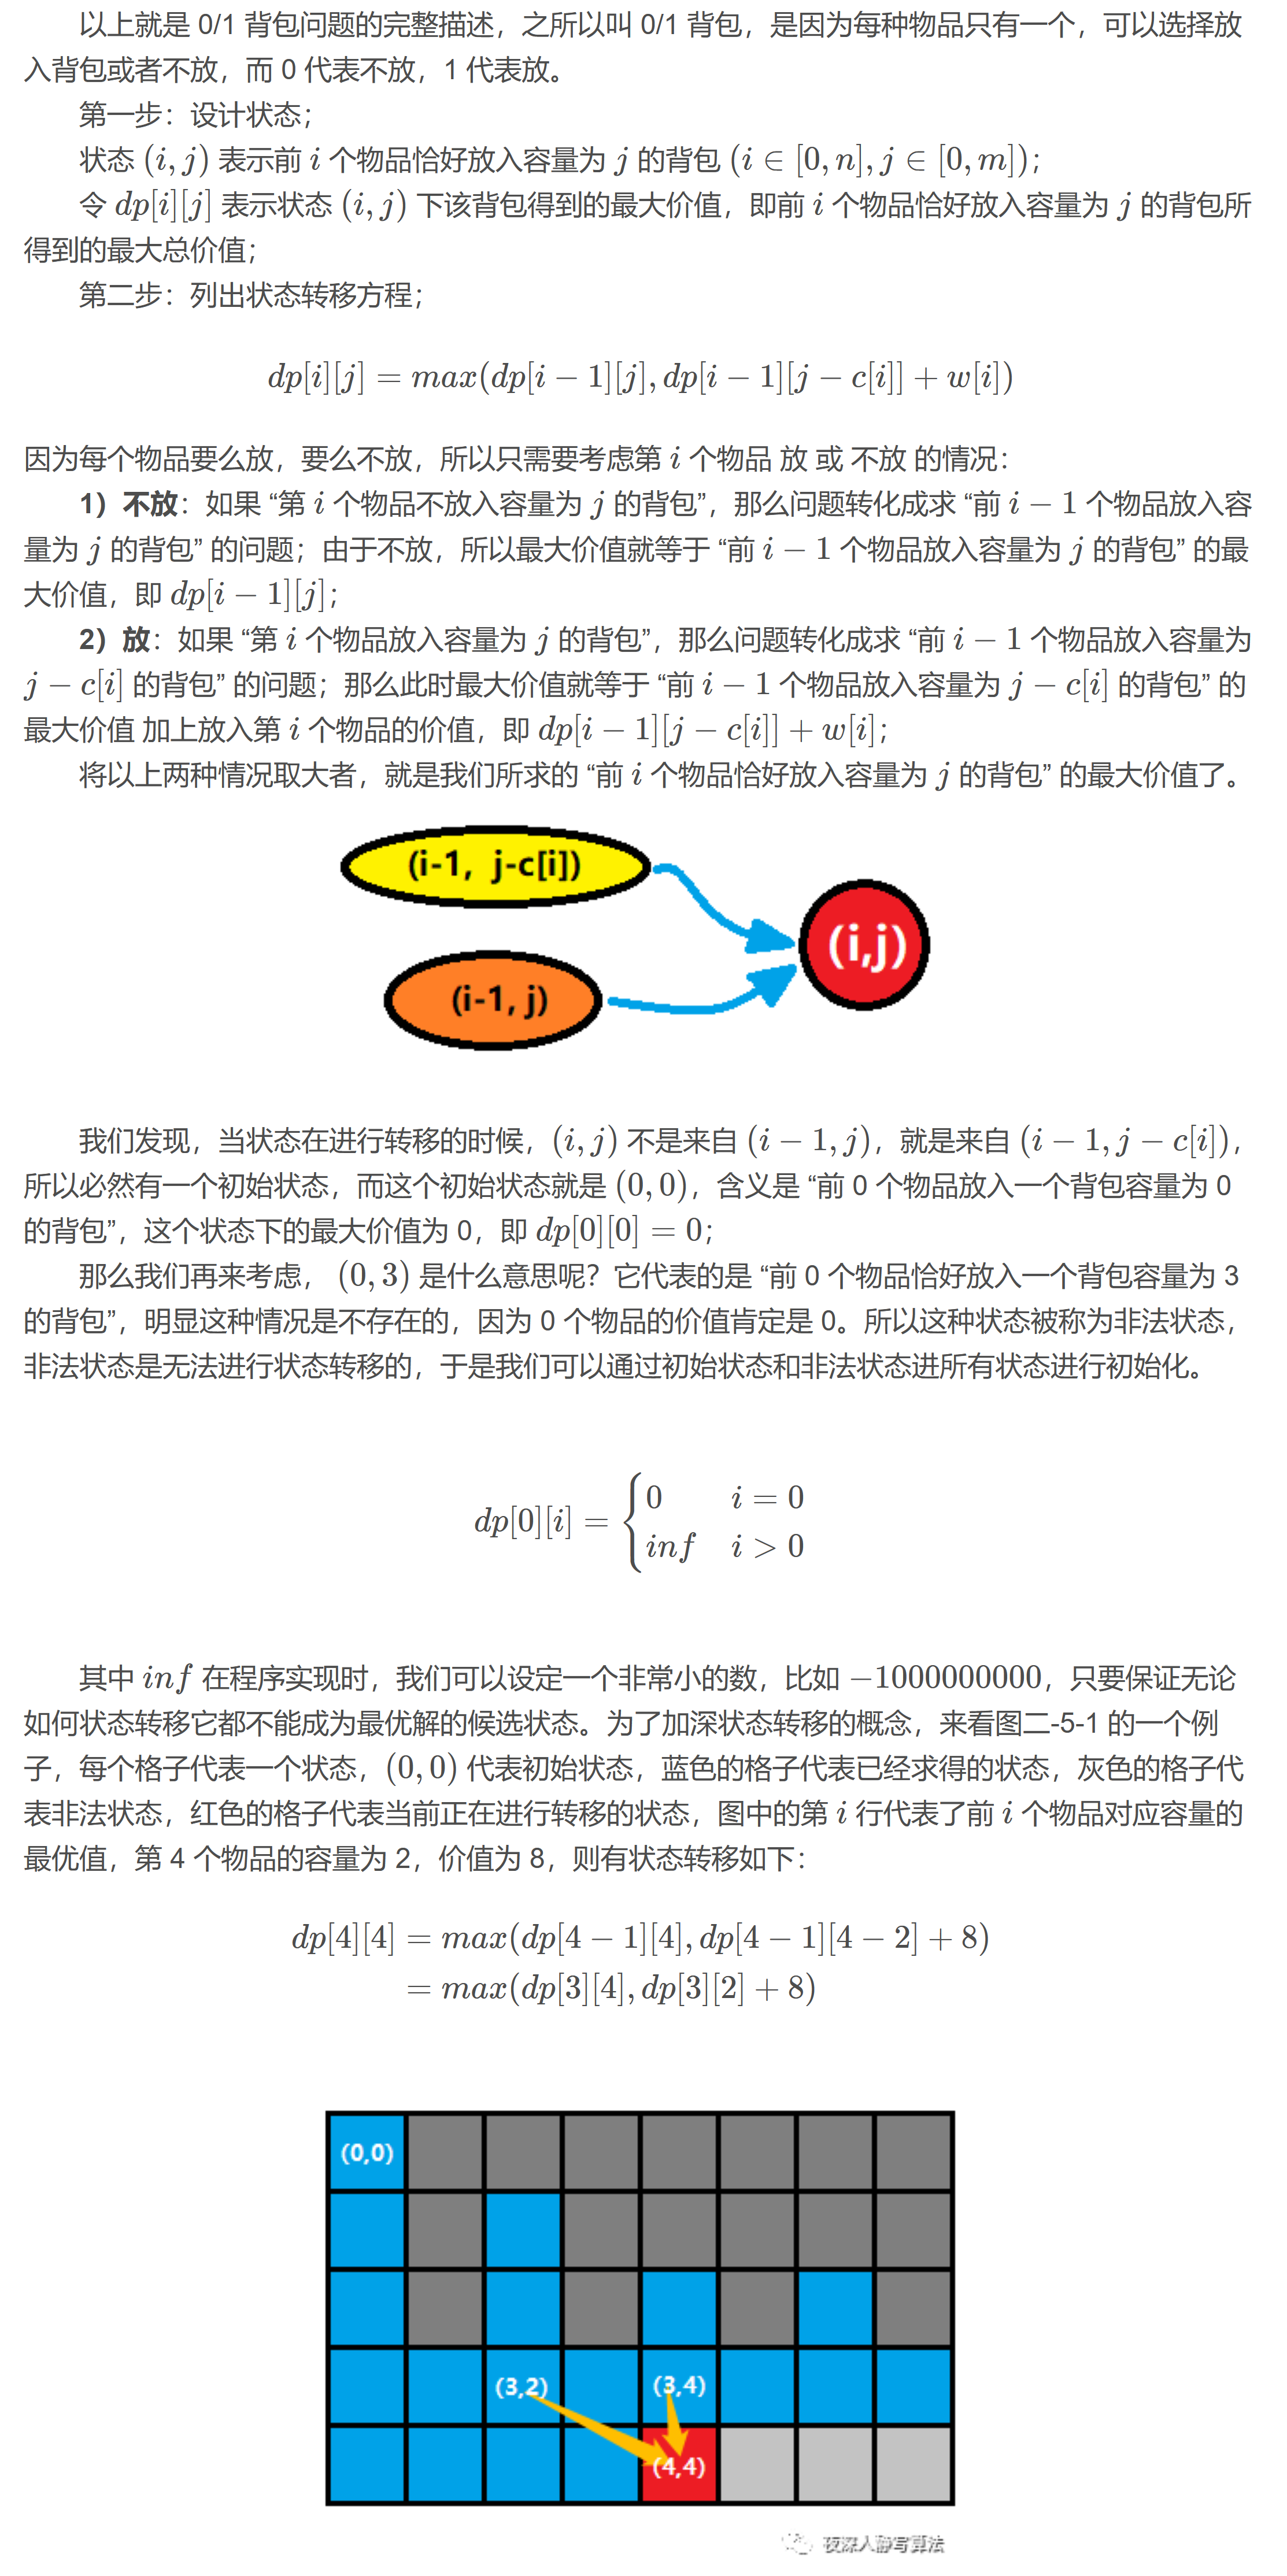 以上就是 0/1 背包问题的完整描述，之所以叫 0/1 背包，是因为每种物品只有一个，可以选择放
入背包或者不放，而 0 代表不放，1 代表放。
第一步：设计状态；
状态 (i, j) 表示前 i 个物品恰好放入容量为 j 的背包 (i ∈ [0, n], j ∈ [0, m])；
令 dp[i][j] 表示状态 (i, j) 下该背包得到的最大价值，即前 i 个物品恰好放入容量为 j 的背包所
得到的最大总价值；
第二步：列出状态转移方程；
dp[i][j] = max(dp[i − 1][j], dp[i − 1][j − c[i]] + w[i])
因为每个物品要么放，要么不放，所以只需要考虑第 i 个物品 放 或 不放 的情况：
1）不放：如果 “第 i 个物品不放入容量为 j 的背包”，那么问题转化成求 “前 i − 1 个物品放入容
量为 j 的背包” 的问题；由于不放，所以最大价值就等于 “前 i − 1 个物品放入容量为 j 的背包” 的最
大价值，即 dp[i − 1][j]；
2）放：如果 “第 i 个物品放入容量为 j 的背包”，那么问题转化成求 “前 i − 1 个物品放入容量为
j − c[i] 的背包” 的问题；那么此时最大价值就等于 “前 i − 1 个物品放入容量为 j − c[i] 的背包” 的
最大价值 加上放入第 i 个物品的价值，即 dp[i − 1][j − c[i]] + w[i]；
将以上两种情况取大者，就是我们所求的 “前 i 个物品恰好放入容量为 j 的背包” 的最大价值了。
(i-1, j-c[i])
(i,j)
(i-1, j)
我们发现，当状态在进行转移的时候，(i, j) 不是来自 (i − 1, j)，就是来自 (i − 1, j − c[i])，
所以必然有一个初始状态，而这个初始状态就是 (0, 0)，含义是 “前 0 个物品放入一个背包容量为 0
的背包”，这个状态下的最大价值为 0，即 dp[0][0] = 0；
那么我们再来考虑， (0, 3) 是什么意思呢？它代表的是 “前 0 个物品恰好放入一个背包容量为 3
的背包”，明显这种情况是不存在的，因为 0 个物品的价值肯定是 0。所以这种状态被称为非法状态，
非法状态是无法进行状态转移的，于是我们可以通过初始状态和非法状态进所有状态进行初始化。
dp[0][i] = { 0 i = 0
inf i > 0
其中 inf 在程序实现时，我们可以设定一个非常小的数，比如 −1000000000，只要保证无论
如何状态转移它都不能成为最优解的候选状态。为了加深状态转移的概念，来看图二-5-1 的一个例
子，每个格子代表一个状态，(0, 0) 代表初始状态，蓝色的格子代表已经求得的状态，灰色的格子代
表非法状态，红色的格子代表当前正在进行转移的状态，图中的第 i 行代表了前 i 个物品对应容量的
最优值，第 4 个物品的容量为 2，价值为 8，则有状态转移如下：
dp[4][4] = max(dp[4 − 1][4], dp[4 − 1][4 − 2] + 8)
= max(dp[3][4], dp[3][2] + 8)
(0,0)
(3,2) (3,4)
(4,4)
夜深人静写算法